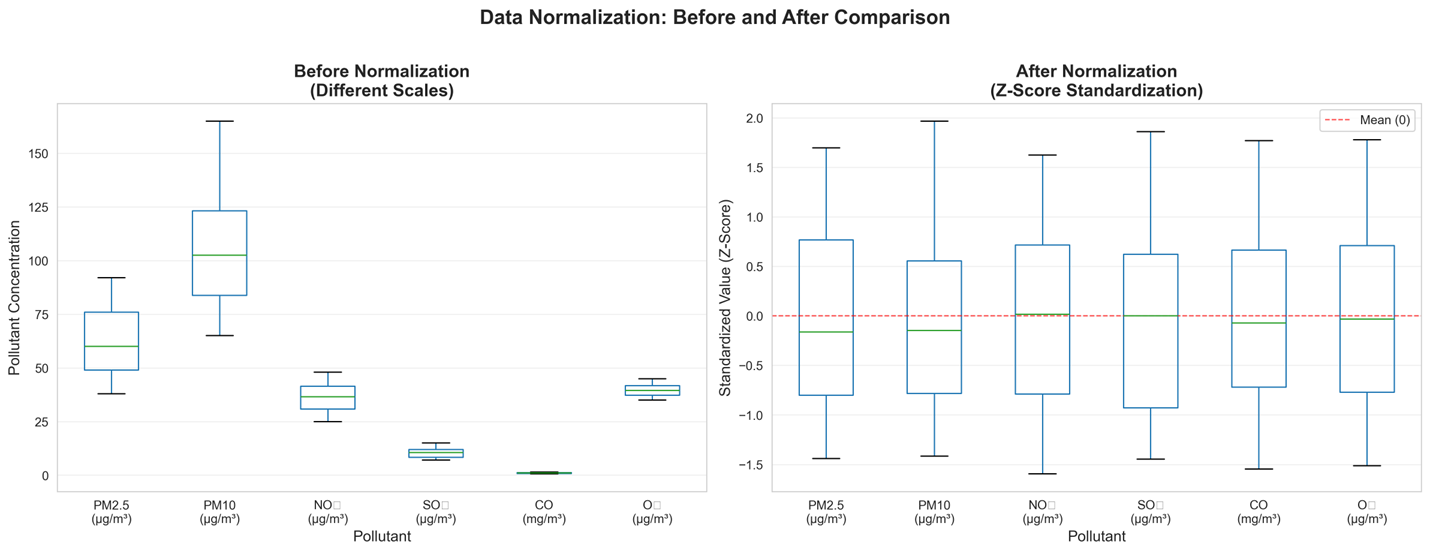 Data Normalization: Before and After Comparison
Before Normalization
(Different Scales)
Pollutant Concentration
150
125
100
75
50
25
0
PM2.5 PM10 NO□ SO□ CO O□
(μg/m³) (μg/m³) (μg/m³) (μg/m³) (mg/m³) (μg/m³)
Pollutant
After Normalization
(Z-Score Standardization)
Mean (0)
Standardized Value (Z-Score)
2.0
1.5
1.0
0.5
0.0
−0.5
−1.0
−1.5
PM2.5 PM10 NO□ SO□ CO O□
(μg/m³) (μg/m³) (μg/m³) (μg/m³) (mg/m³) (μg/m³)
Pollutant